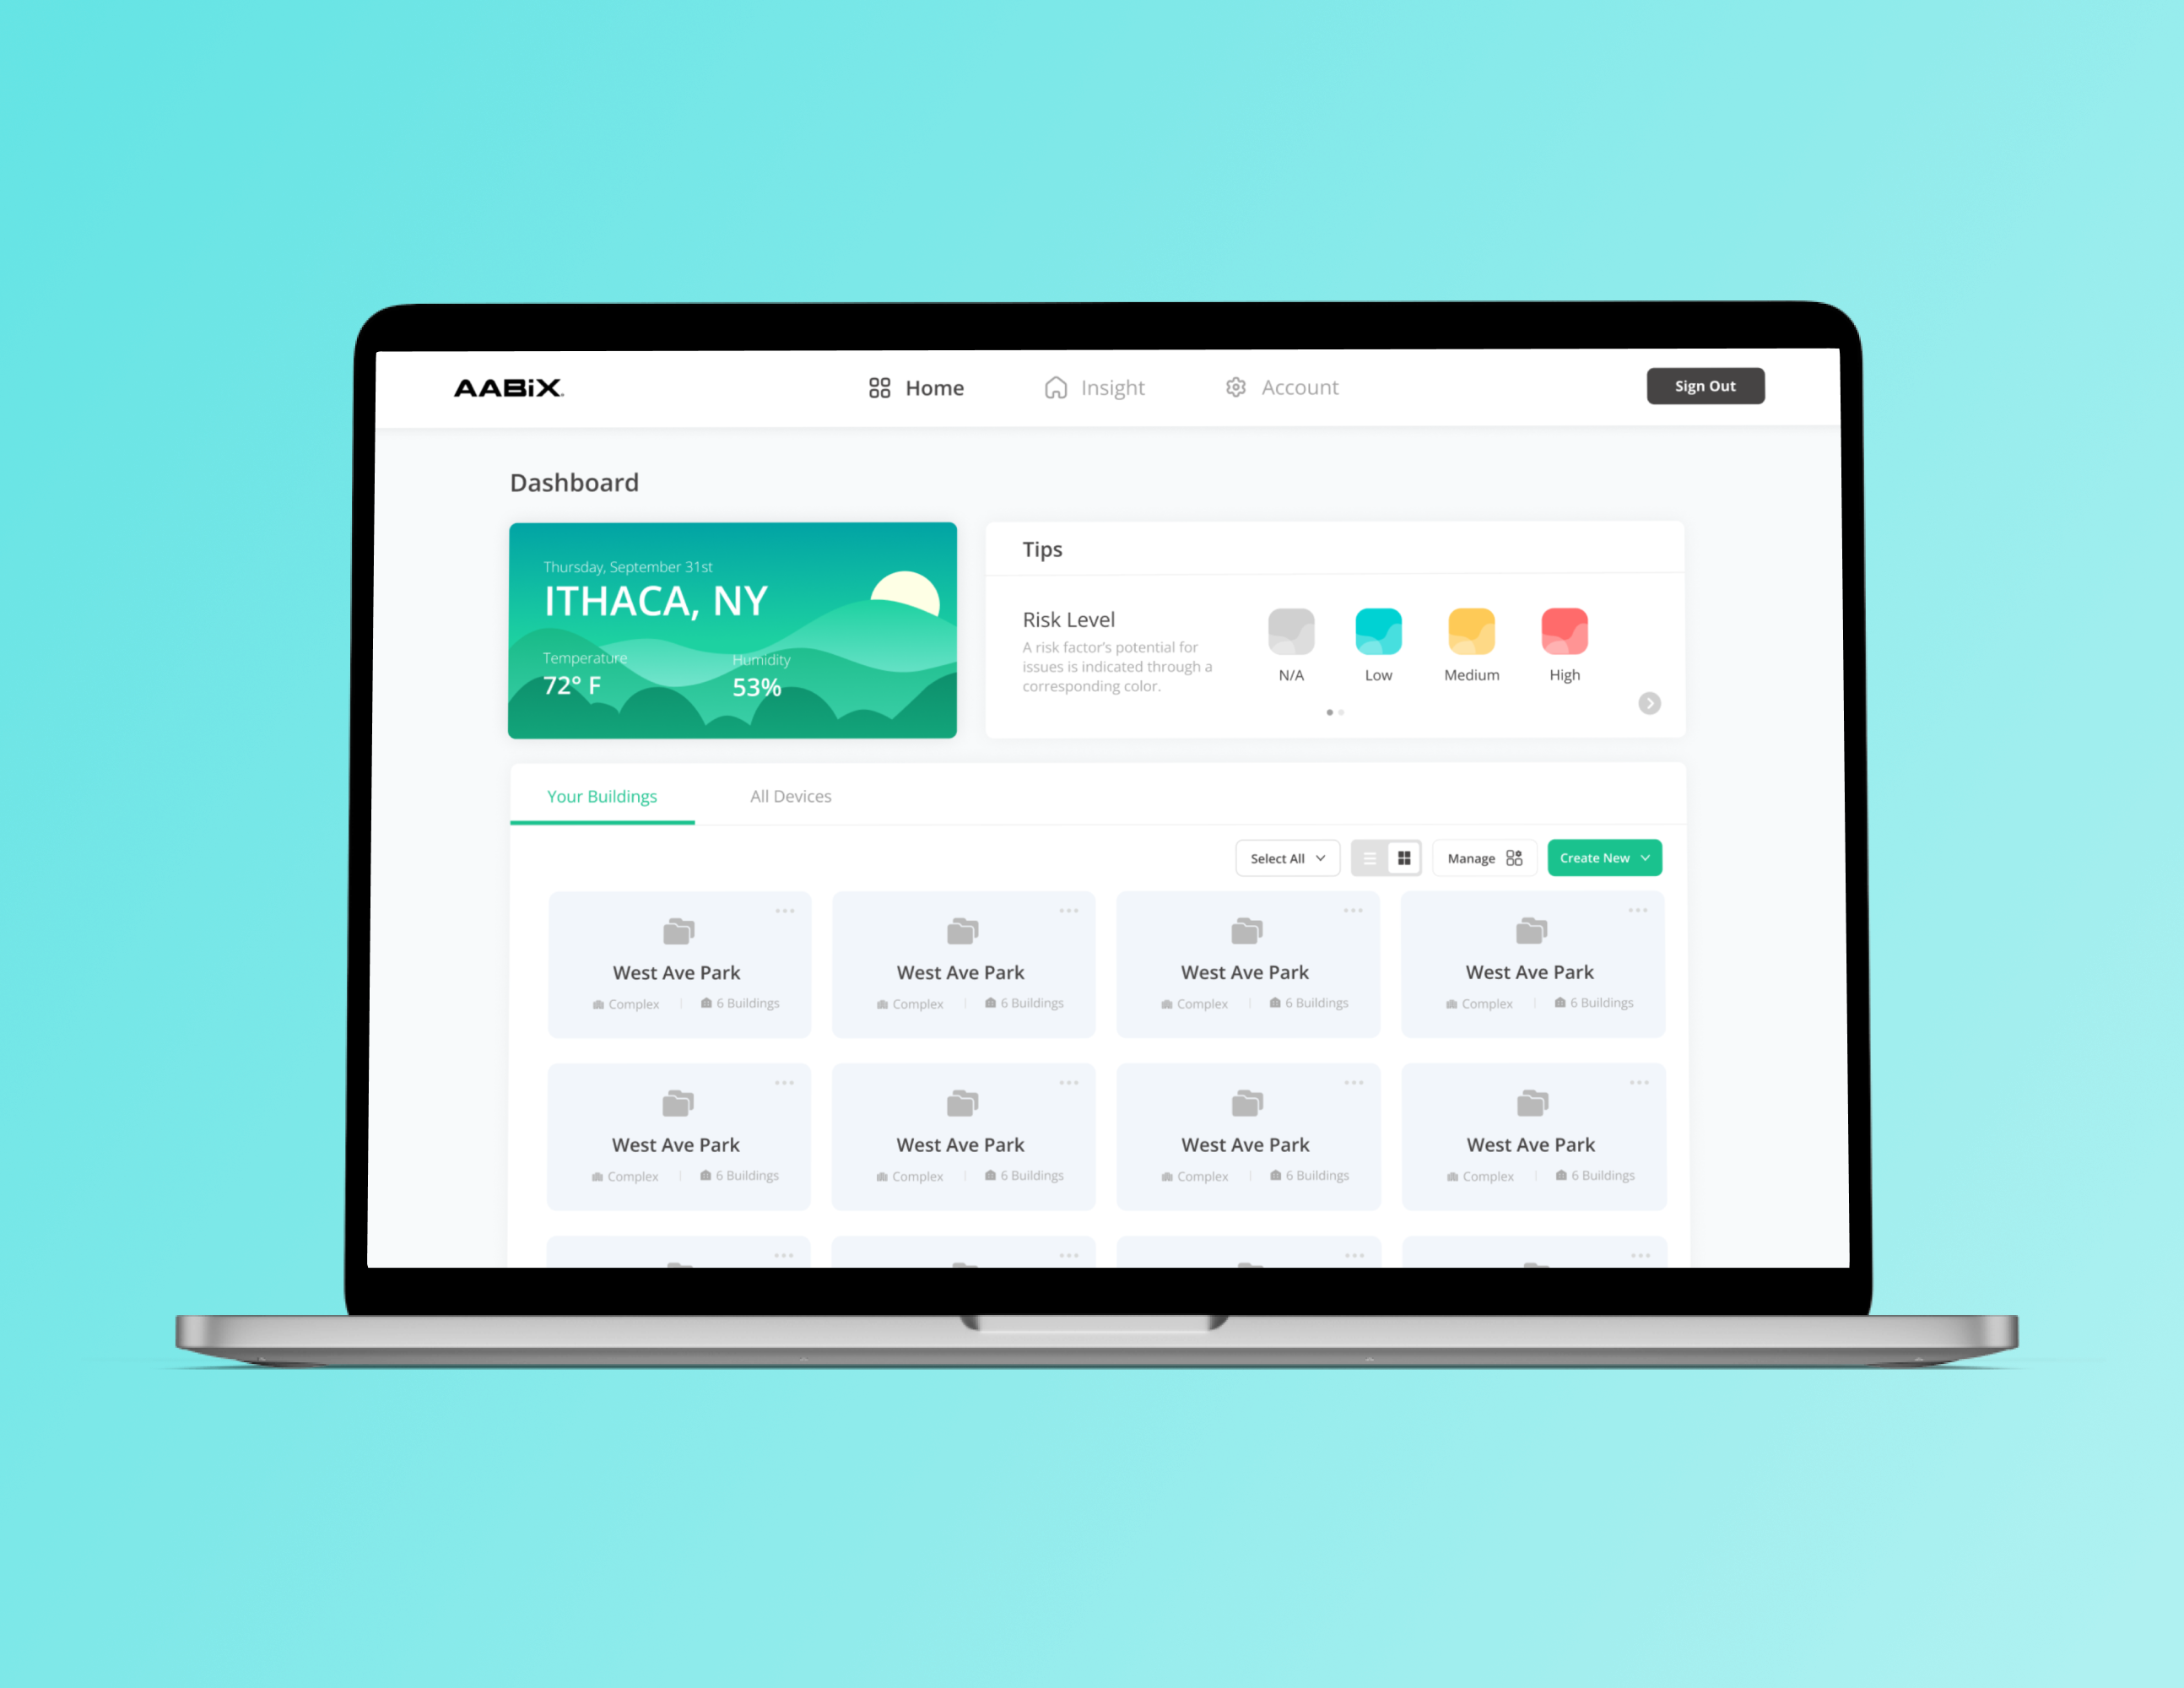 AABiX
Home
Insight
Account
Sign Out
Dashboard
Thursday, September 31st
ITHACA, NY
Temperature
72° F
Humidity
53%
Tips
Risk Level
A risk factor’s potential for
issues is indicated through a
corresponding color.
N/A
Low
Medium
High
Your Buildings
All Devices
Select All
Manage
Create New
West Ave Park
Complex
6 Buildings
West Ave Park
Complex
6 Buildings
West Ave Park
Complex
6 Buildings
West Ave Park
Complex
6 Buildings
West Ave Park
Complex
6 Buildings
West Ave Park
Complex
6 Buildings
West Ave Park
Complex
6 Buildings
West Ave Park
Complex
6 Buildings